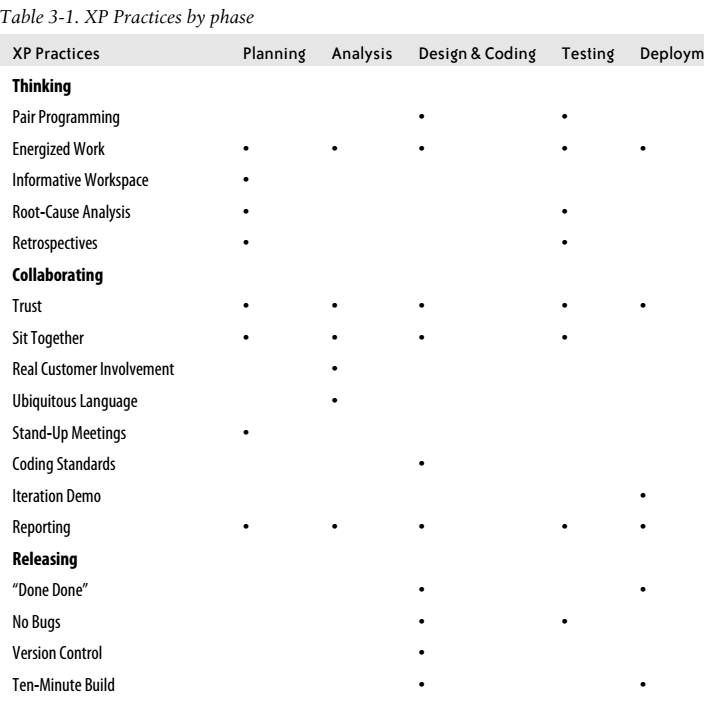 Table 3-1. XP Practices by phase
XP Practices Planning Analysis Design & Coding Testing Deploym
Thinking
Pair Programming • •
Energized Work • • • • •
Informative Workspace •
Root-Cause Analysis • •
Retrospectives • •
Collaborating
Trust • • • • •
Sit Together • • • •
Real Customer Involvement •
Ubiquitous Language •
Stand-Up Meetings •
Coding Standards •
Iteration Demo •
Reporting • • • • •
Releasing
“Done Done” • •
No Bugs • •
Version Control •
Ten-Minute Build • •